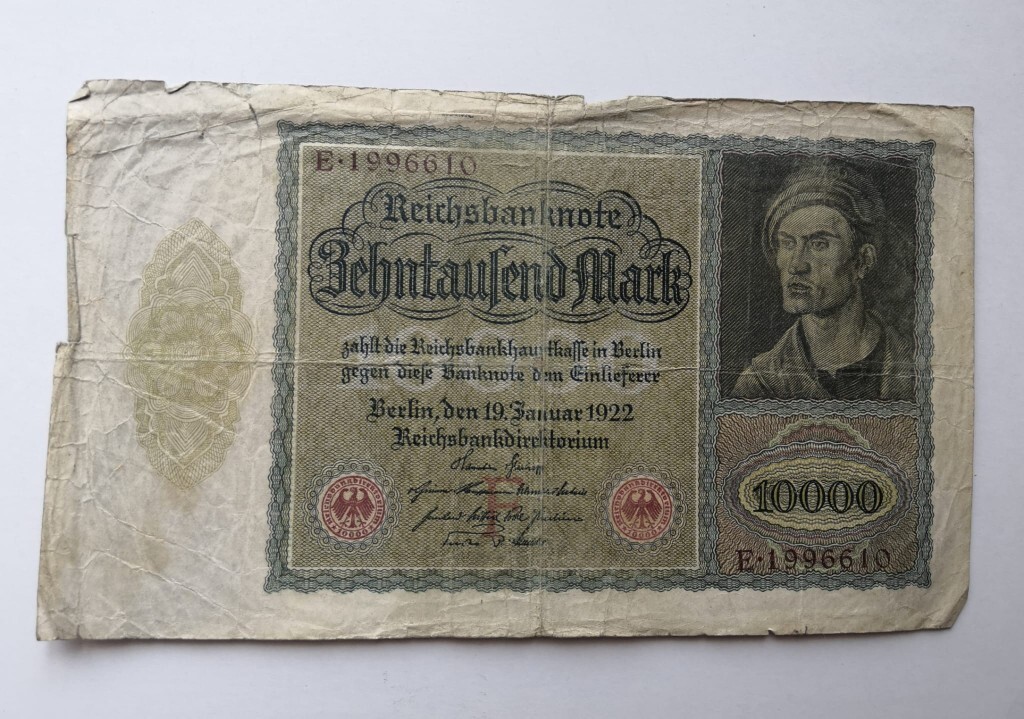 E·1996610
Reichsbanknote
Zehntausend Mark
zahlt die Reichsbankhauptkasse in Berlin
gegen diese Banknote dem Einlieferer
Berlin, den 19. Januar 1922
Reichsbankdirektorium
F
10000
E·1996610